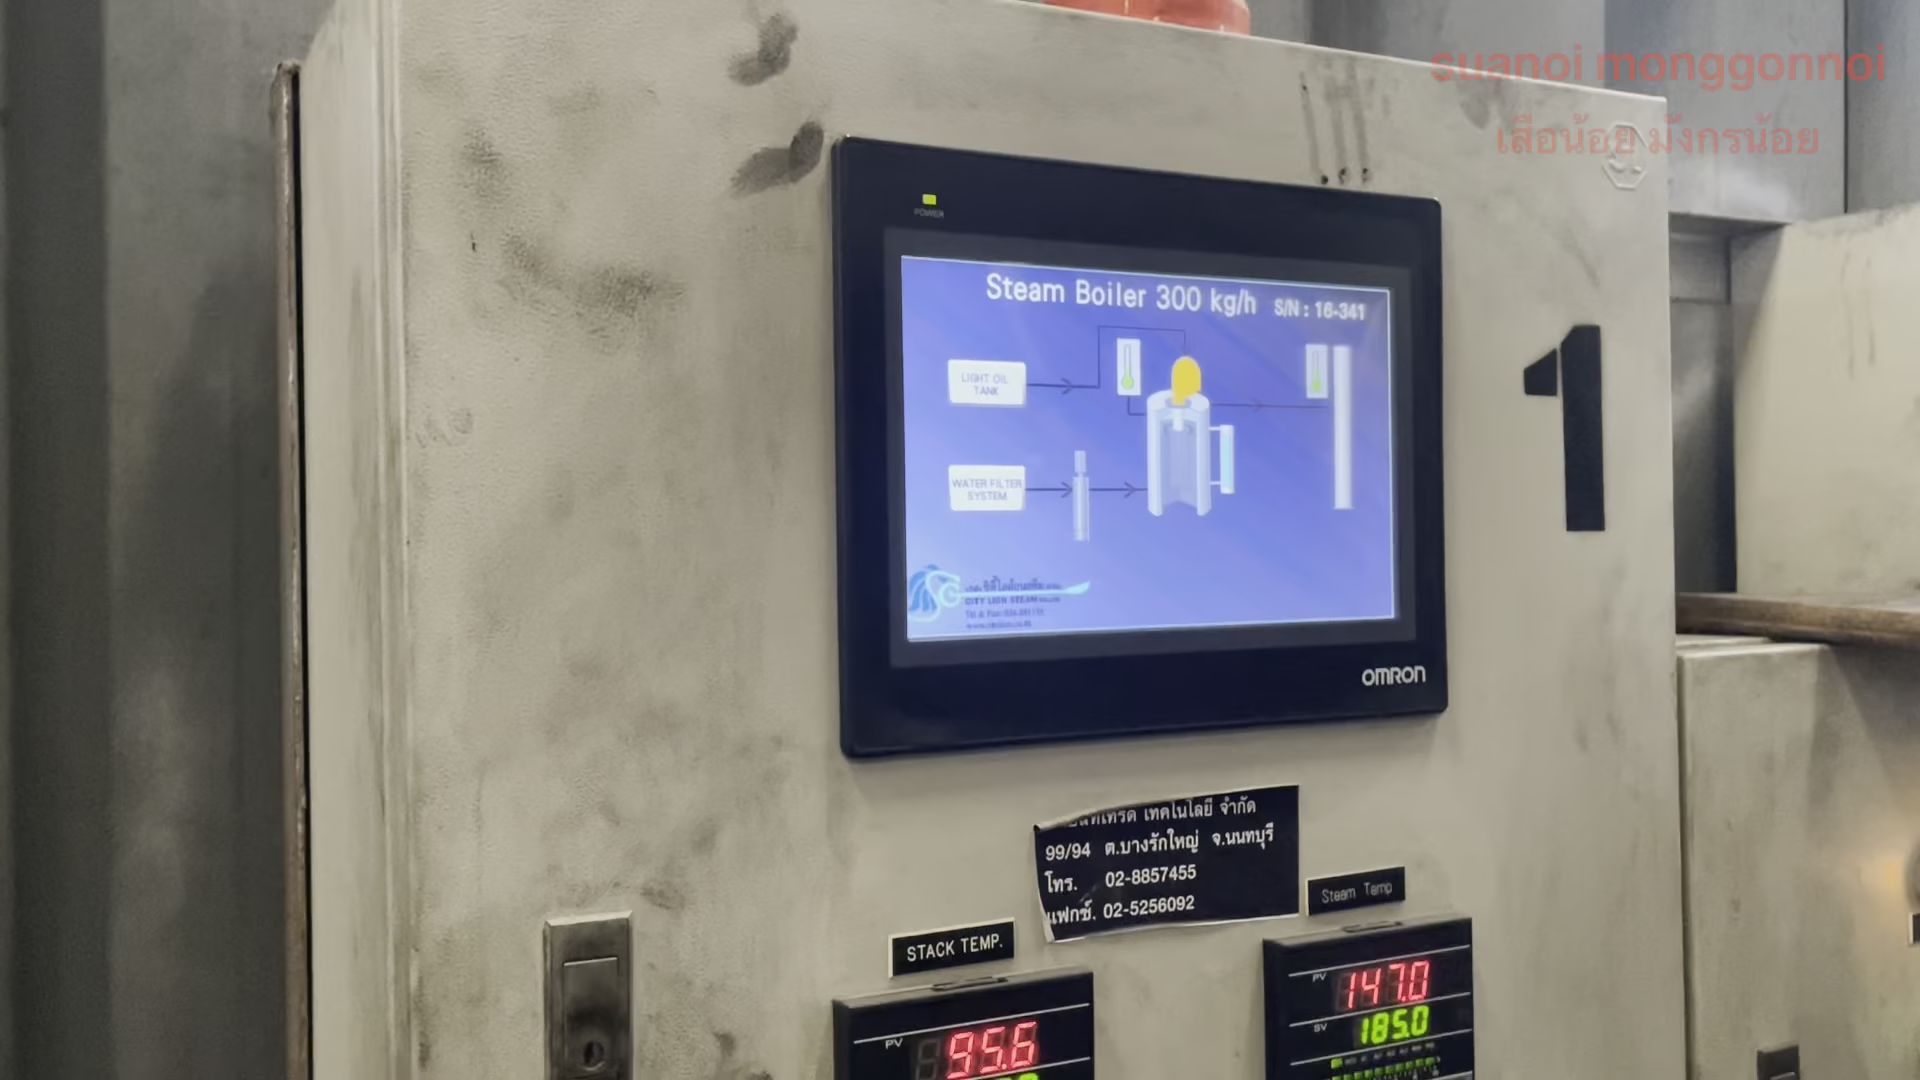 suanoi monggonnoi
เสือน้อย มังกรน้อย
POWER
Steam Boiler 300 kg/h S/N : 16-341
LIGHT OIL
TANK
WATER FILTER
SYSTEM
CITY LION STEAM
OMRON
1
เทคโนโลยี จำกัด
99/94 ต.บางรักใหญ่ จ.นนทบุรี
โทร. 02-8857455
แฟกซ์. 02-5256092
Steam Temp
STACK TEMP.
PV 147.0
SV 185.0
PV 95.6